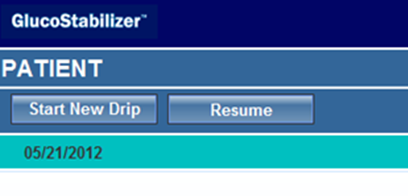 GlucoStabilizer™
PATIENT
Start New Drip Resume
05/21/2012